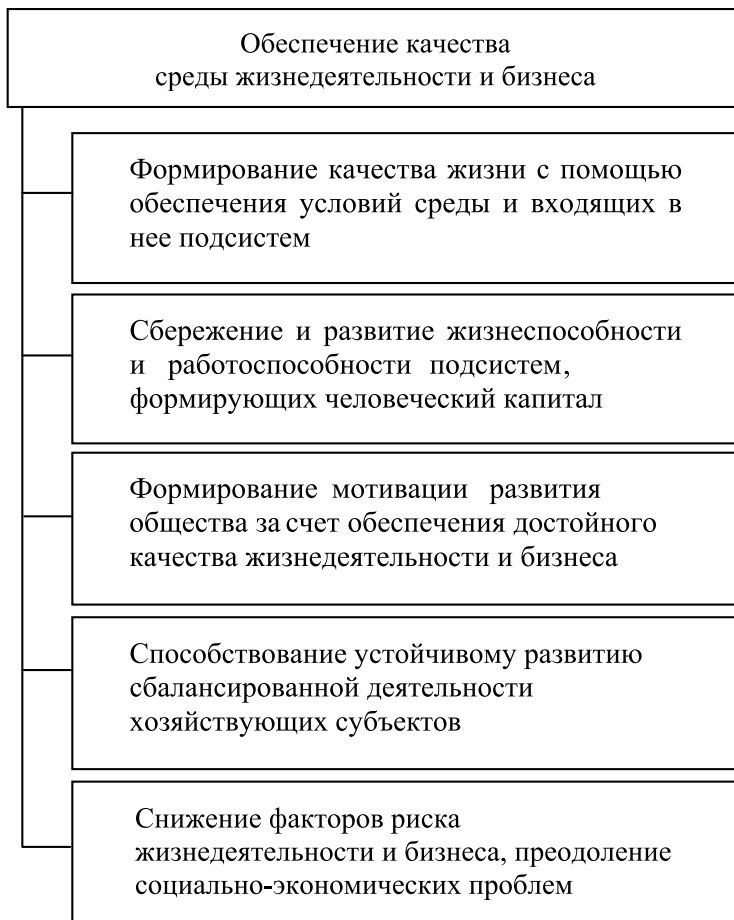 Обеспечение качества
среды жизнедеятельности и бизнеса
Формирование качества жизни с помощью
обеспечения условий среды и входящих в
нее подсистем
Сбережение и развитие жизнеспособности
и работоспособности подсистем,
формирующих человеческий капитал
Формирование мотивации развития
общества за счет обеспечения достойного
качества жизнедеятельности и бизнеса
Способствование устойчивому развитию
сбалансированной деятельности
хозяйствующих субъектов
Снижение факторов риска
жизнедеятельности и бизнеса, преодоление
социально-экономических проблем